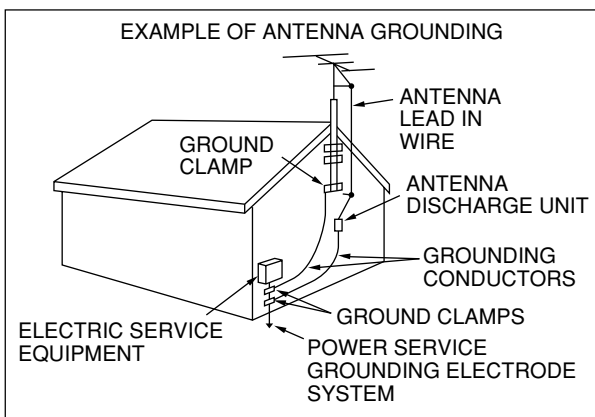 EXAMPLE OF ANTENNA GROUNDING
ANTENNA
LEAD IN
WIRE
GROUND
CLAMP
ANTENNA
DISCHARGE UNIT
GROUNDING
CONDUCTORS
GROUND CLAMPS
ELECTRIC SERVICE
EQUIPMENT
POWER SERVICE
GROUNDING ELECTRODE
SYSTEM